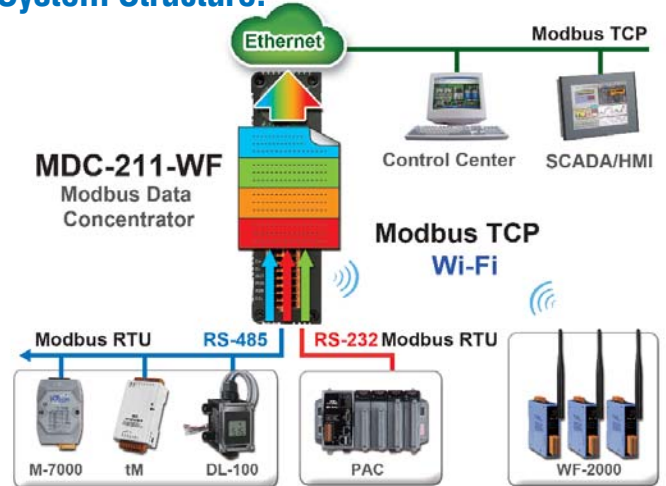 System Structure:
Ethernet
Modbus TCP
Control Center
SCADA/HMI
MDC-211-WF
Modbus Data
Concentrator
Modbus TCP
Wi-Fi
Modbus RTU
RS-485
RS-232 Modbus RTU
M-7000
tM
DL-100
PAC
WF-2000